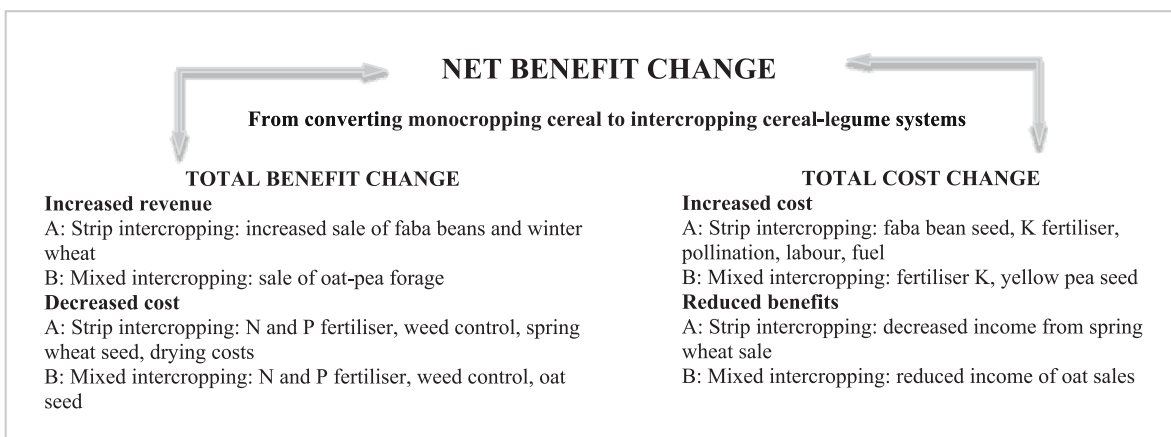 NET BENEFIT CHANGE
From converting monocropping cereal to intercropping cereal-legume systems
TOTAL BENEFIT CHANGE
Increased revenue
A: Strip intercropping: increased sale of faba beans and winter
wheat
B: Mixed intercropping: sale of oat-pea forage
Decreased cost
A: Strip intercropping: N and P fertiliser, weed control, spring
wheat seed, drying costs
B: Mixed intercropping: N and P fertiliser, weed control, oat
seed
TOTAL COST CHANGE
Increased cost
A: Strip intercropping: faba bean seed, K fertiliser,
pollination, labour, fuel
B: Mixed intercropping: fertiliser K, yellow pea seed
Reduced benefits
A: Strip intercropping: decreased income from spring
wheat sale
B: Mixed intercropping: reduced income of oat sales